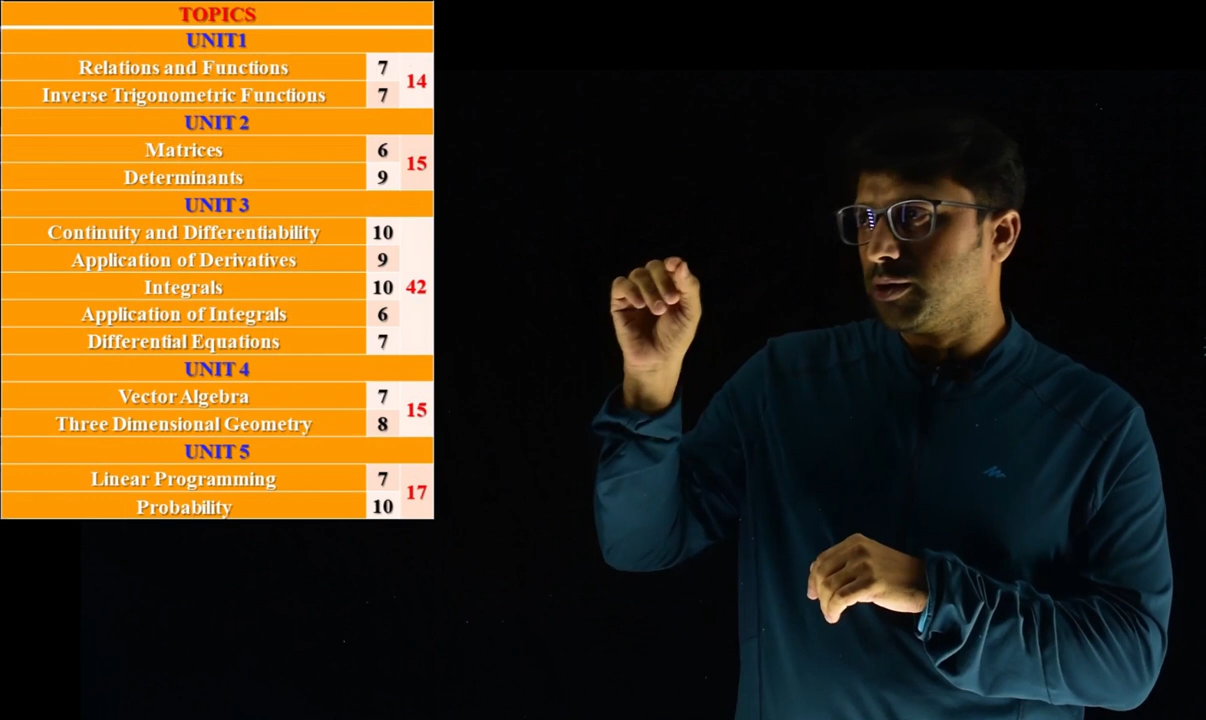 TOPICS
UNIT1
Relations and Functions 7 14
Inverse Trigonometric Functions 7
UNIT 2
Matrices 6 15
Determinants 9
UNIT 3
Continuity and Differentiability 10
Application of Derivatives 9
Integrals 10 42
Application of Integrals 6
Differential Equations 7
UNIT 4
Vector Algebra 7 15
Three Dimensional Geometry 8
UNIT 5
Linear Programming 7 17
Probability 10